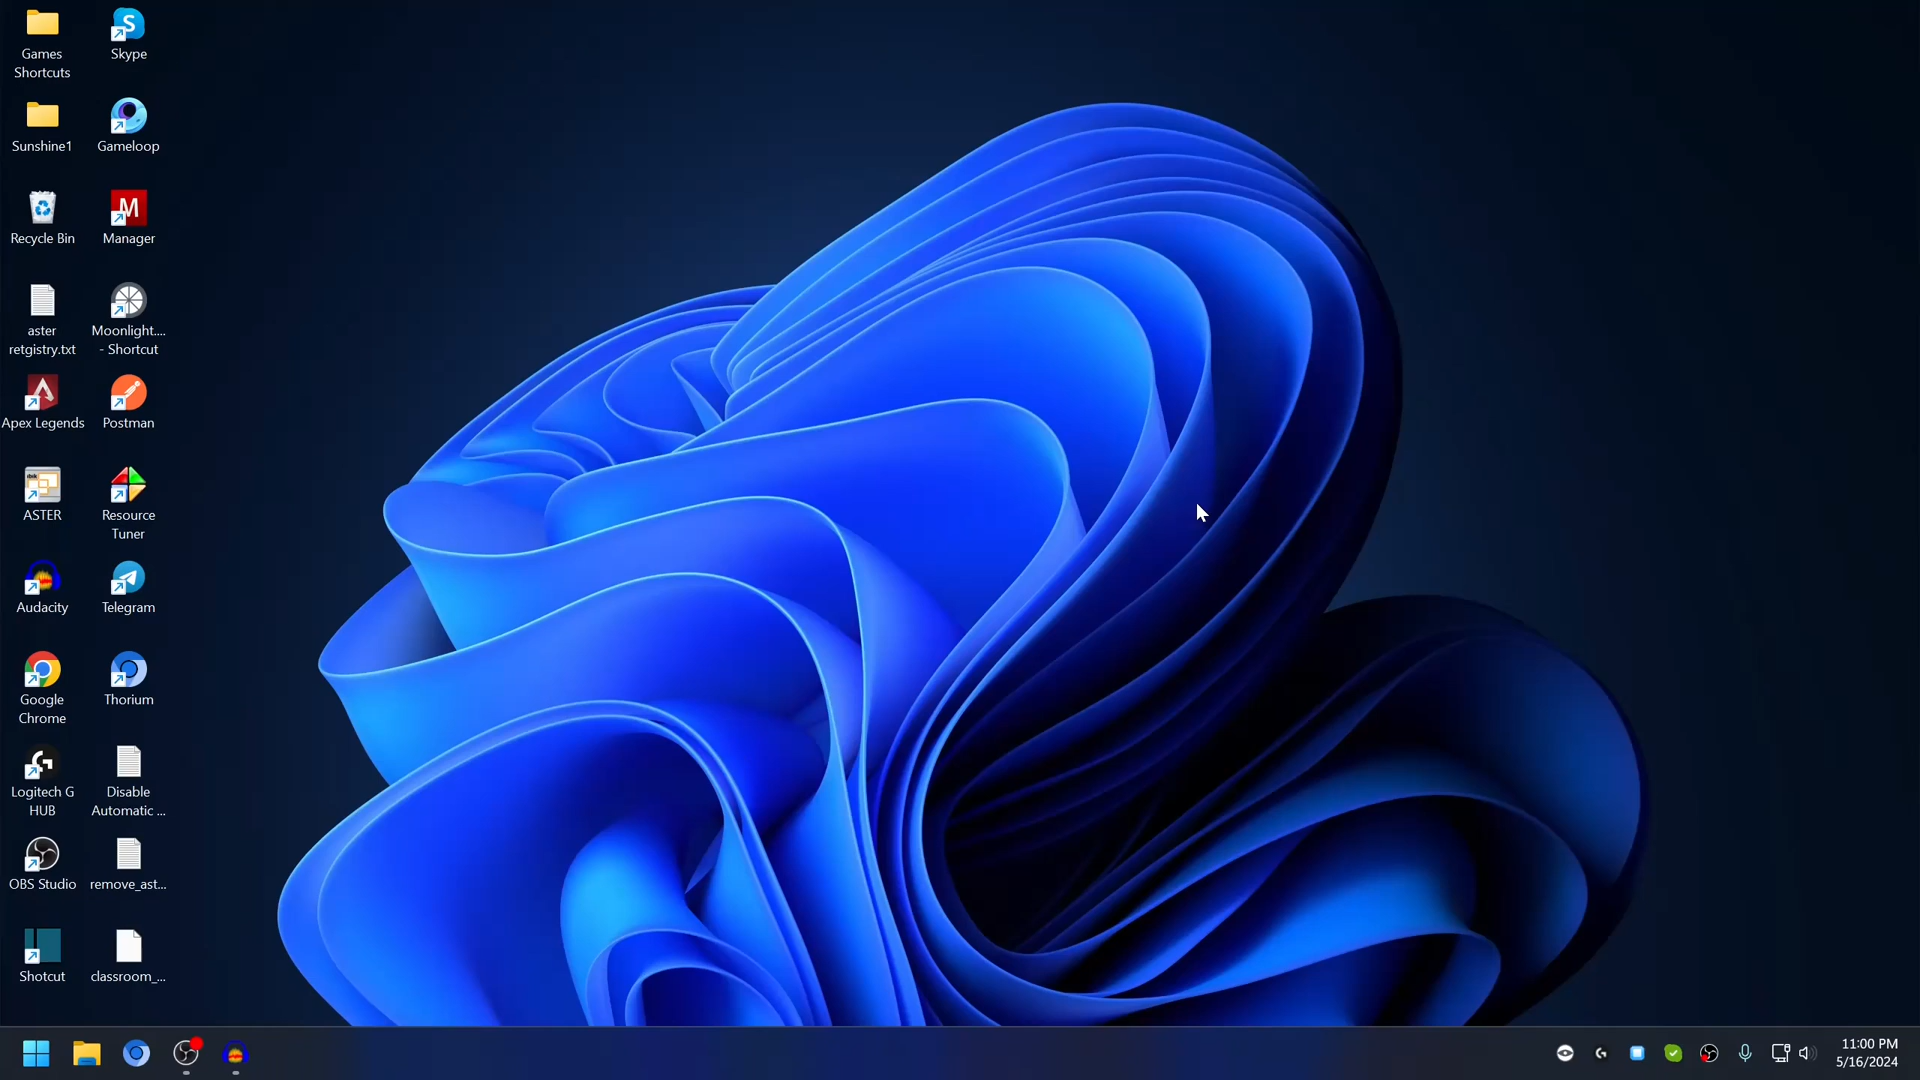 Games
Shortcuts
Skype
Sunshine1
Gameloop
Recycle Bin
M
Manager
aster
retgistry.txt
Moonlight....
- Shortcut
Apex Legends
Postman
ASTER
Resource
Tuner
Audacity
Telegram
Google
Chrome
Thorium
Logitech G
HUB
Disable
Automatic ...
OBS Studio
remove_ast...
Shotcut
classroom_...
11:00 PM
5/16/2024